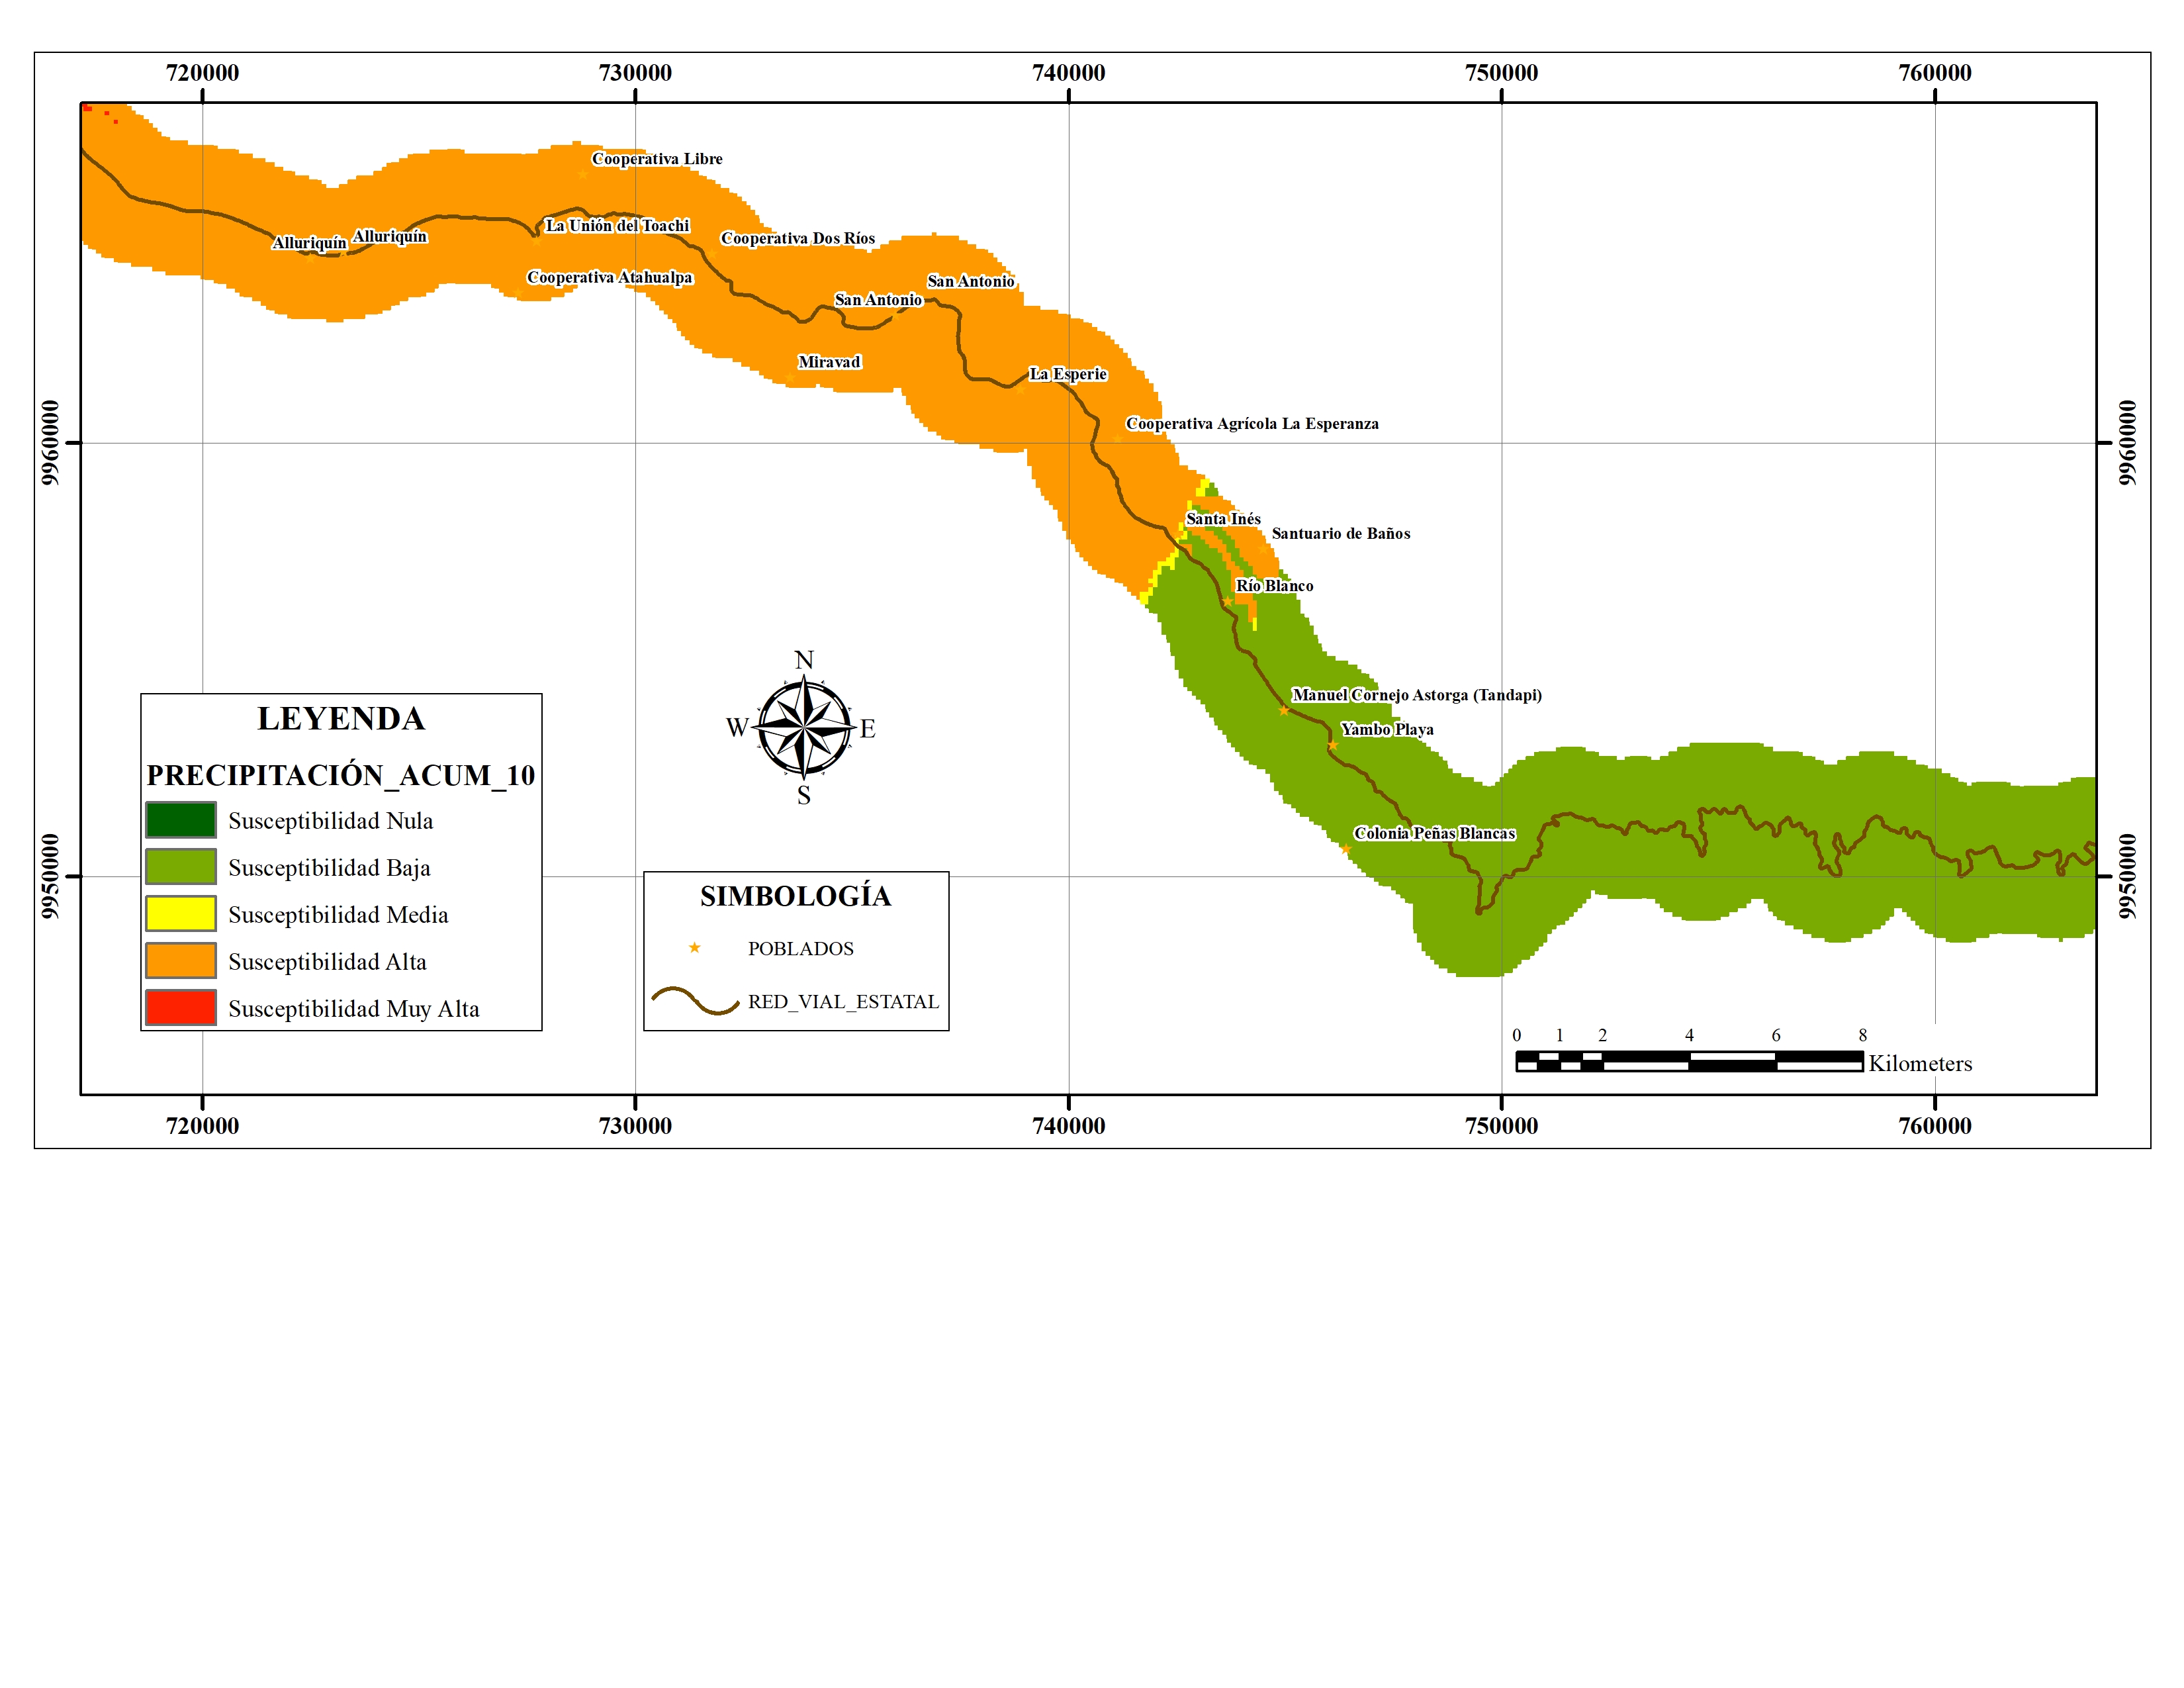 720000 730000 740000 750000 760000
Cooperativa Libre
La Unión del Toachi
Alluriquín Alluriquín
Cooperativa Dos Ríos
Cooperativa Atahualpa
San Antonio
San Antonio
Miravad
La Esperie
Cooperativa Agrícola La Esperanza
9960000 9960000
Santa Inés
Santuario de Baños
Río Blanco
Manuel Cornejo Astorga (Tandapi)
Yambo Playa
Colonia Peñas Blancas
9950000 9950000
N
W E
S
LEYENDA
PRECIPITACIÓN_ACUM_10
Susceptibilidad Nula
Susceptibilidad Baja
Susceptibilidad Media
Susceptibilidad Alta
Susceptibilidad Muy Alta
SIMBOLOGÍA
POBLADOS
RED_VIAL_ESTATAL
0 1 2 4 6 8
Kilometers
720000 730000 740000 750000 760000